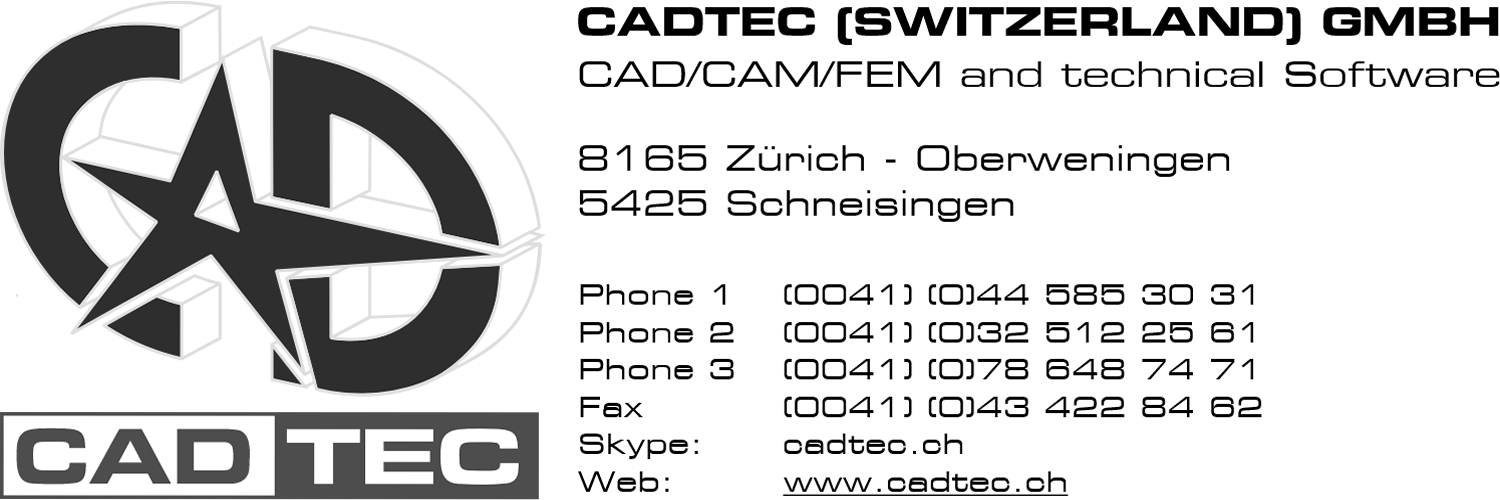 CADTEC (SWITZERLAND) GMBH
CAD/CAM/FEM and technical Software
8165 Zürich - Oberweningen
5425 Schneisingen
Phone 1 (0041) (0)44 585 30 31
Phone 2 (0041) (0)32 512 25 61
Phone 3 (0041) (0)78 648 74 71
Fax (0041) (0)43 422 84 62
Skype: cadtec.ch
Web: www.cadtec.ch
CAD TEC